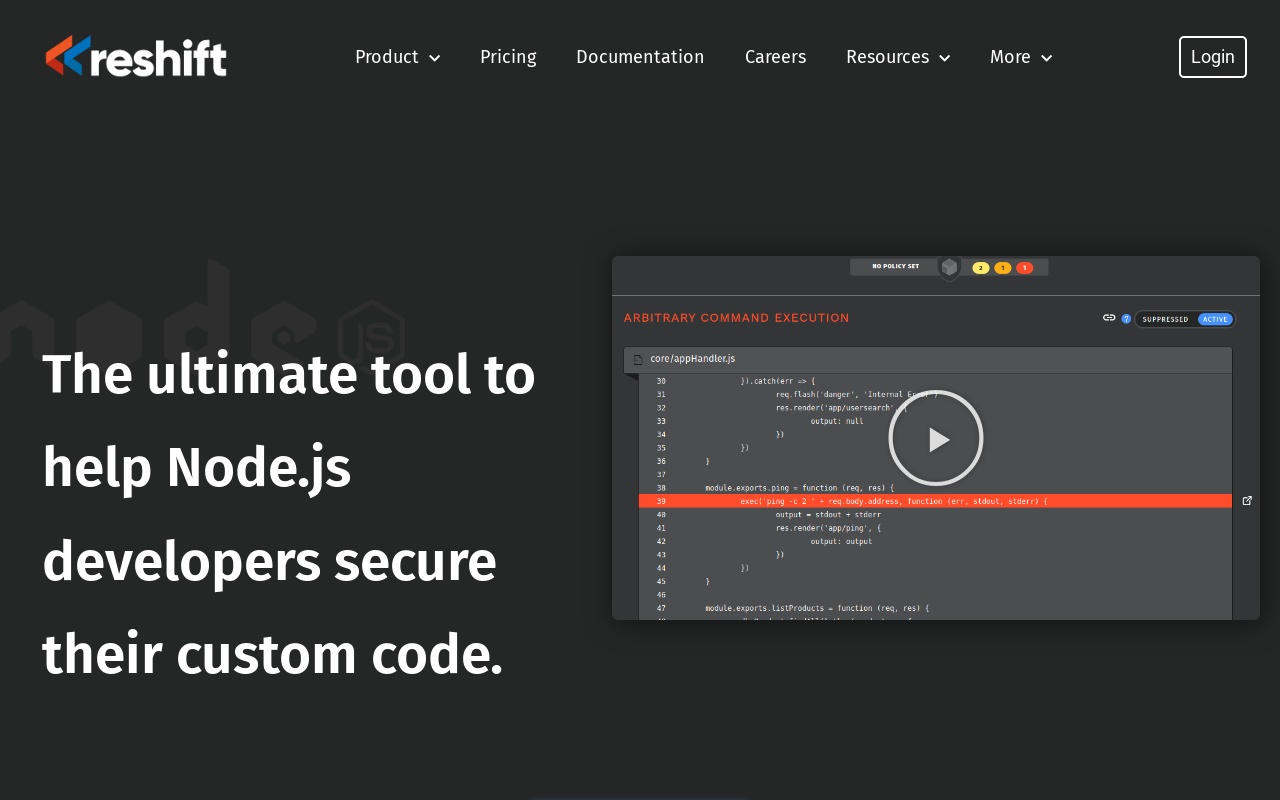 reshift
Product
Pricing
Documentation
Careers
Resources
More
Login
node
JS
The ultimate tool to
help Node.js
developers secure
their custom code.
NO POLICY SET
2
1
1
ARBITRARY COMMAND EXECUTION
?
SUPPRESSED
ACTIVE
core/appHandler.js
30 }).catch(err => {
31 req.flash('danger', 'Internal Error')
32 res.render('app/usersearch', {
33 output: null
34 })
35 })
36 }
37
38 module.exports.ping = function (req, res) {
39 exec('ping -c 2 ' + req.body.address, function (err, stdout, stderr) {
40 output = stdout + stderr
41 res.render('app/ping', {
42 output: output
43 })
44 })
45 }
46
47 module.exports.listProducts = function (req, res) {